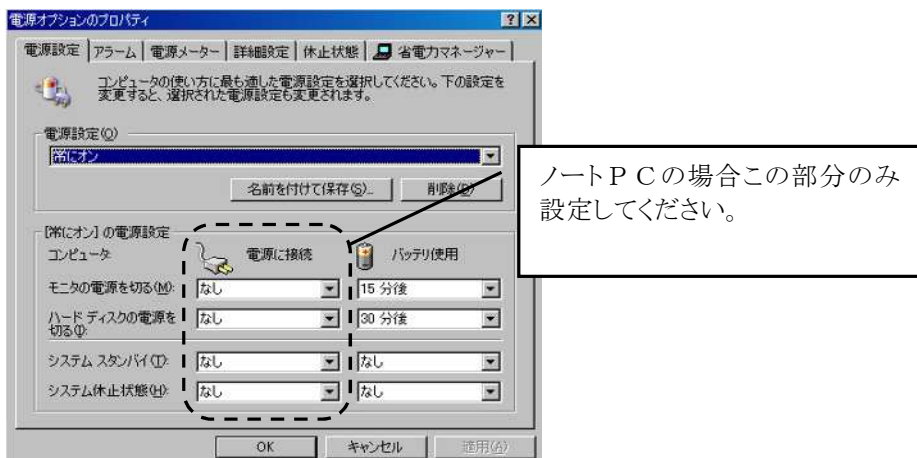 電源オプションのプロパティ
電源設定 アラーム 電源メーター 詳細設定 休止状態 省電力マネージャー
コンピュータの使い方に最も適した電源設定を選択してください。下の設定を
変更すると、選択された電源設定も変更されます。
電源設定(O)
常にオン
名前を付けて保存(S)... 削除(D)
ノートPCの場合この部分のみ
設定してください。
[常にオン] の電源設定
コンピュータ 電源に接続 バッテリ使用
モニタの電源を切る(M): なし 15 分後
ハード ディスクの電源を なし 30 分後
切る(I):
システム スタンバイ(T): なし なし
システム休止状態(H): なし なし
OK キャンセル 適用(A)